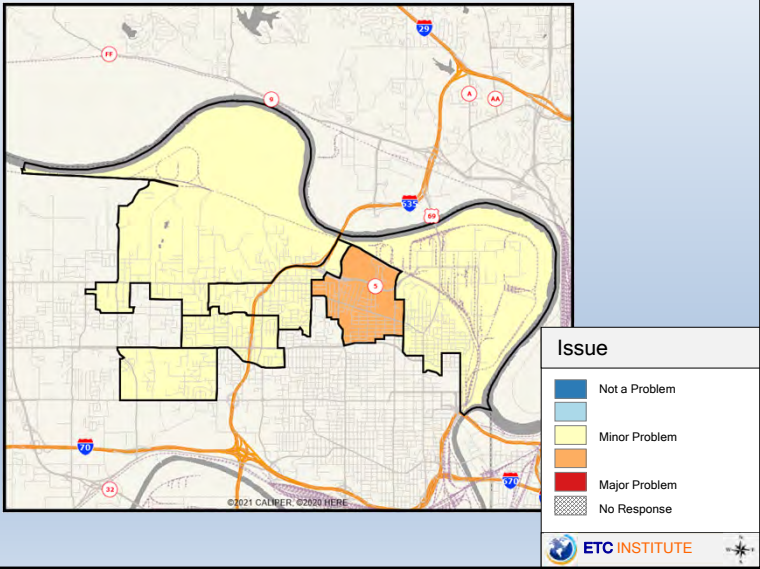 29
FF
A
AA
9
635
69
5
Issue
Not a Problem
Minor Problem
Major Problem
No Response
70
670
32
©2021 CALIPER; ©2020 HERE
ETC INSTITUTE